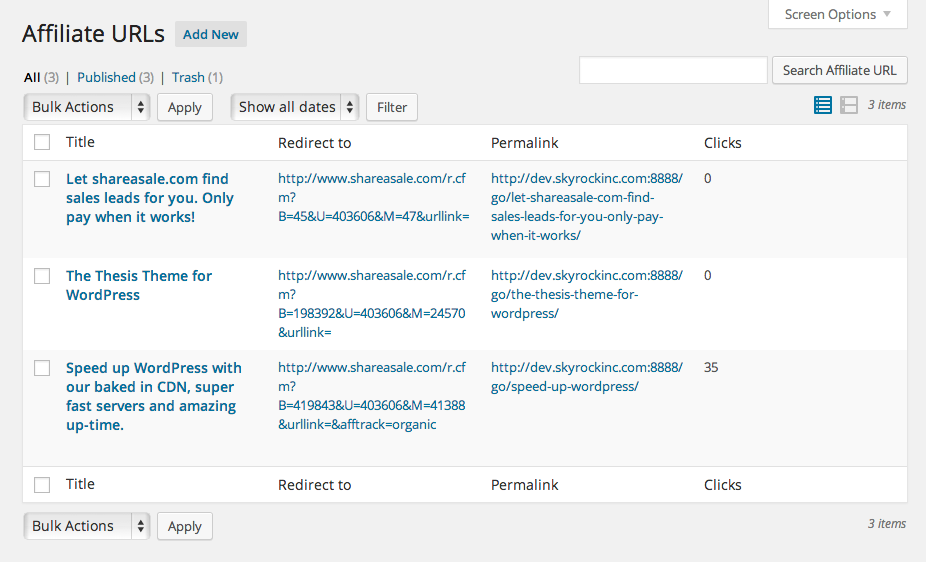 Screen Options
Affiliate URLs Add New
All (3) | Published (3) | Trash (1)
Search Affiliate URL
Bulk Actions Apply Show all dates Filter 3 items
Title Redirect to Permalink Clicks
Let shareasale.com find
sales leads for you. Only
pay when it works!
http://www.shareasale.com/r.cf
m?
B=45&U=403606&M=47&urllink=
http://dev.skyrockinc.com:8888/
go/let-shareasale-com-find-
sales-leads-for-you-only-pay-
when-it-works/
0
The Thesis Theme for
WordPress
http://www.shareasale.com/r.cf
m?
B=198392&U=403606&M=24570
&urllink=
http://dev.skyrockinc.com:8888/
go/the-thesis-theme-for-
wordpress/
0
Speed up WordPress with
our baked in CDN, super
fast servers and amazing
up-time.
http://www.shareasale.com/r.cf
m?
B=419843&U=403606&M=41388
&urllink=&afftrack=organic
http://dev.skyrockinc.com:8888/
go/speed-up-wordpress/
35
Title Redirect to Permalink Clicks
Bulk Actions Apply 3 items